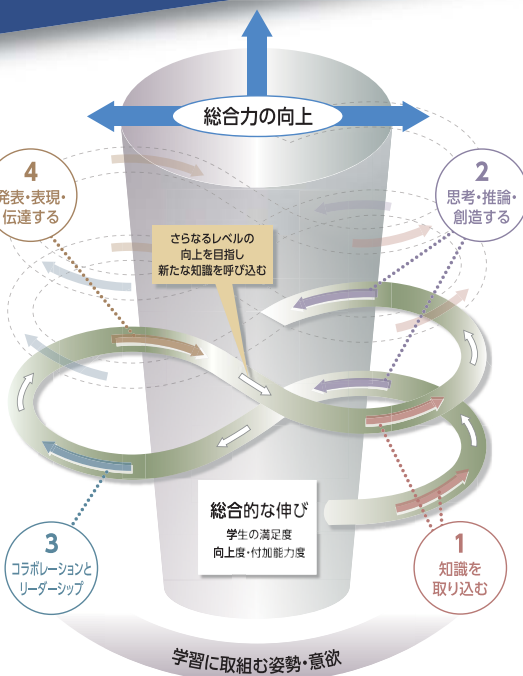 総合力の向上
4
発表・表現・
伝達する
2
思考・推論・
創造する
さらなるレベルの
向上を目指し
新たな知識を呼び込む
総合的な伸び
学生の満足度
向上度・付加能力度
3
コラボレーションと
リーダーシップ
1
知識を
取り込む
学習に取組む姿勢・意欲